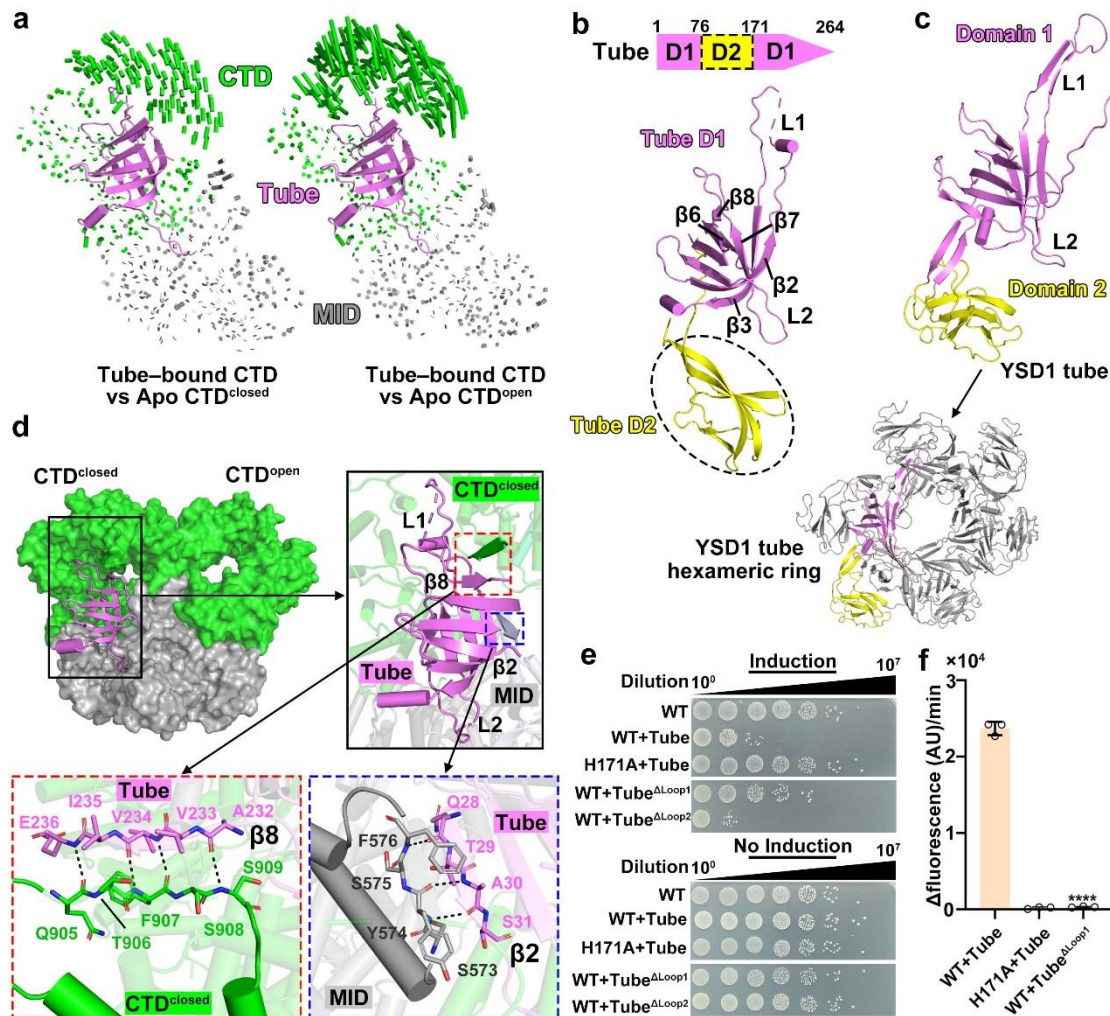 a
CTD
Tube
MID
Tube–bound CTD
vs Apo CTDclosed
Tube–bound CTD
vs Apo CTDopen
b
1 76 171 264
Tube D1 D2 D1
L1
Tube D1
β8
β6
β7
β2
L2
β3
Tube D2
c
Domain 1
L1
L2
Domain 2
YSD1 tube
YSD1 tube
hexameric ring
d
CTDclosed
CTDopen
CTDclosed
L1
β8
β2
Tube
MID
L2
Tube
I235
V233
A232
E236
V234
β8
S909
F907
Q905
S908
T906
CTDclosed
Q28
Tube
F576
T29
S575
A30
S31
Y574
β2
S573
MID
e
Induction
Dilution 10⁰ 10⁷
WT
WT+Tube
H171A+Tube
WT+TubeΔLoop1
WT+TubeΔLoop2
No Induction
Dilution 10⁰ 10⁷
WT
WT+Tube
H171A+Tube
WT+TubeΔLoop1
WT+TubeΔLoop2
f
×10⁴
Δfluorescence (AU)/min
3
2
1
0
****
WT+Tube
H171A+Tube
WT+TubeΔLoop1